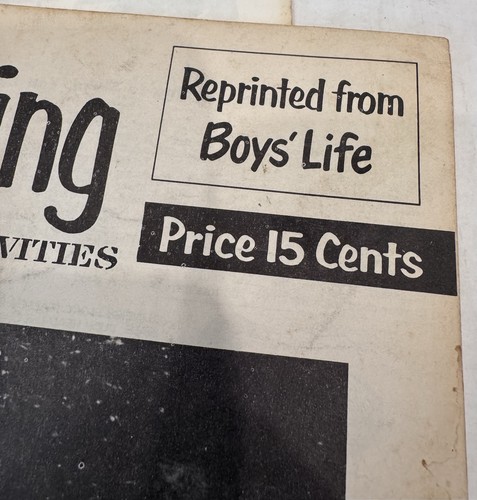 Reprinted from
Boys' Life
ing
VITIES
Price 15 Cents